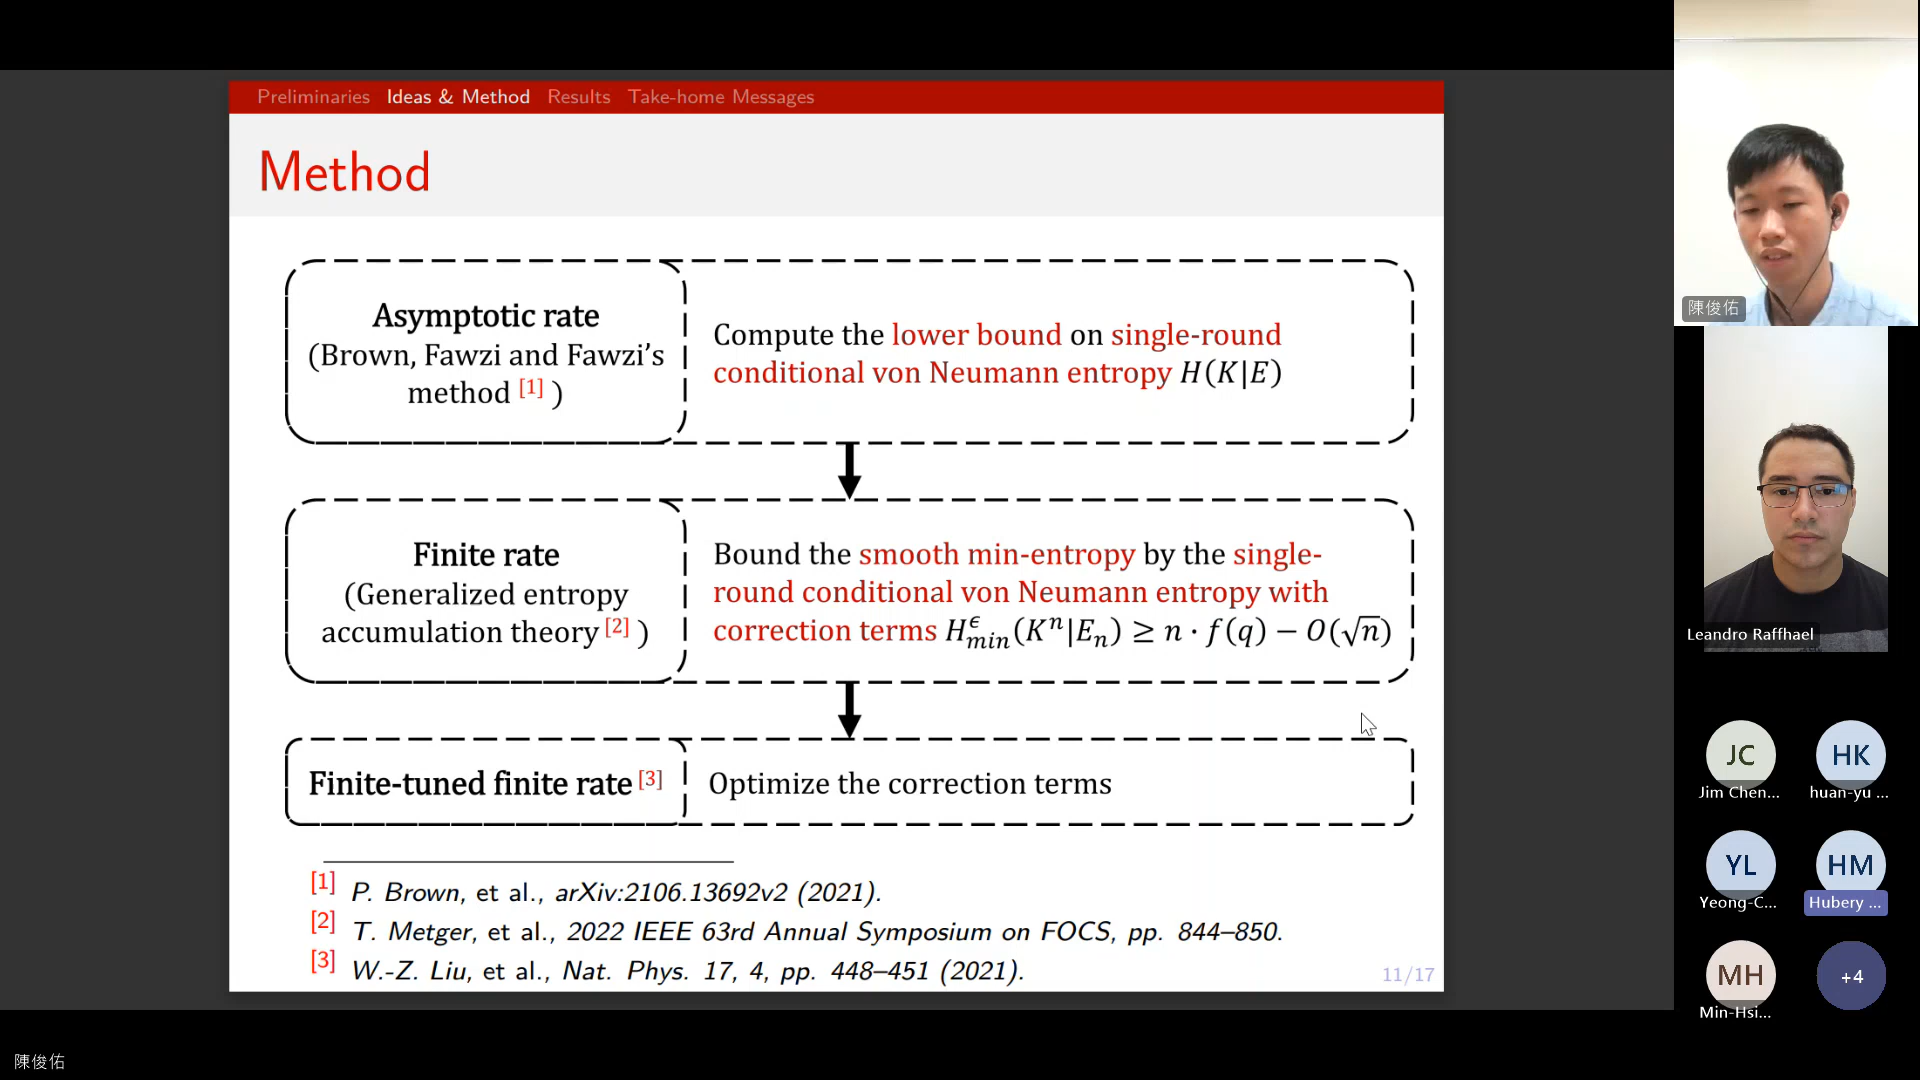 Preliminaries Ideas & Method Results Take-home Messages
Method
Asymptotic rate
(Brown, Fawzi and Fawzi's
method [1] )
Compute the lower bound on single-round
conditional von Neumann entropy H(K|E)
Finite rate
(Generalized entropy
accumulation theory [2] )
Bound the smooth min-entropy by the single-
round conditional von Neumann entropy with
correction terms H^ϵ_min(K^n|E_n) ≥ n · f(q) − O(√n)
Finite-tuned finite rate [3]
Optimize the correction terms
[1] P. Brown, et al., arXiv:2106.13692v2 (2021).
[2] T. Metger, et al., 2022 IEEE 63rd Annual Symposium on FOCS, pp. 844–850.
[3] W.-Z. Liu, et al., Nat. Phys. 17, 4, pp. 448–451 (2021).
11/17
陳俊佑
Leandro Raffhael
JC
Jim Chen...
HK
huan-yu ...
YL
Yeong-C...
HM
Hubery ...
MH
Min-Hsi...
+4
陳俊佑